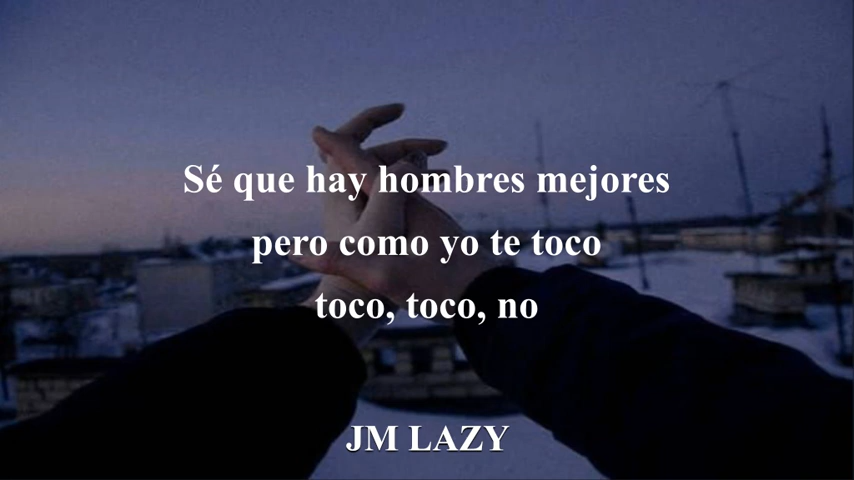 Sé que hay hombres mejores
pero como yo te toco
toco, toco, no
JM LAZY